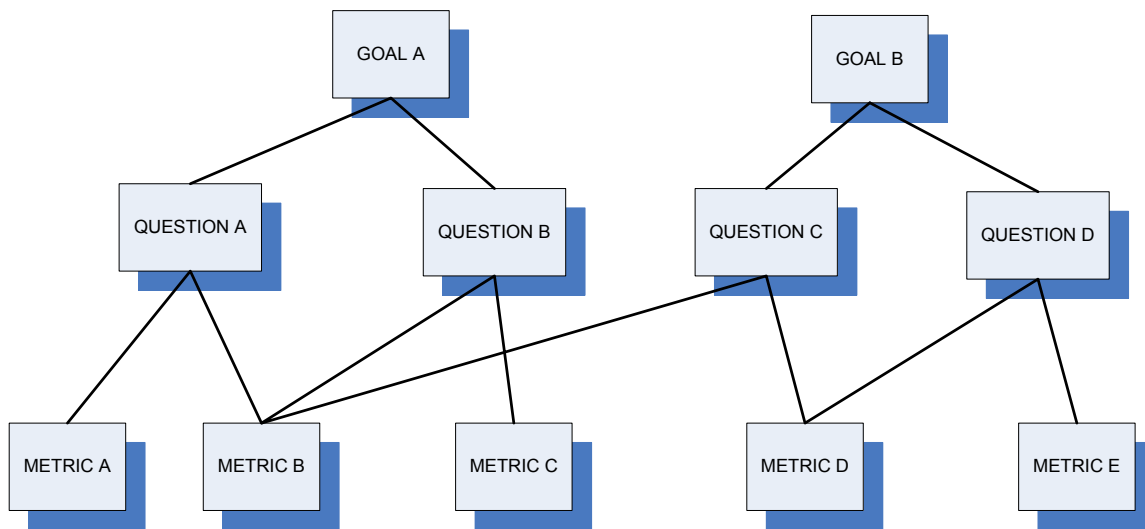 GOAL A
GOAL B
QUESTION A
QUESTION B
QUESTION C
QUESTION D
METRIC A
METRIC B
METRIC C
METRIC D
METRIC E